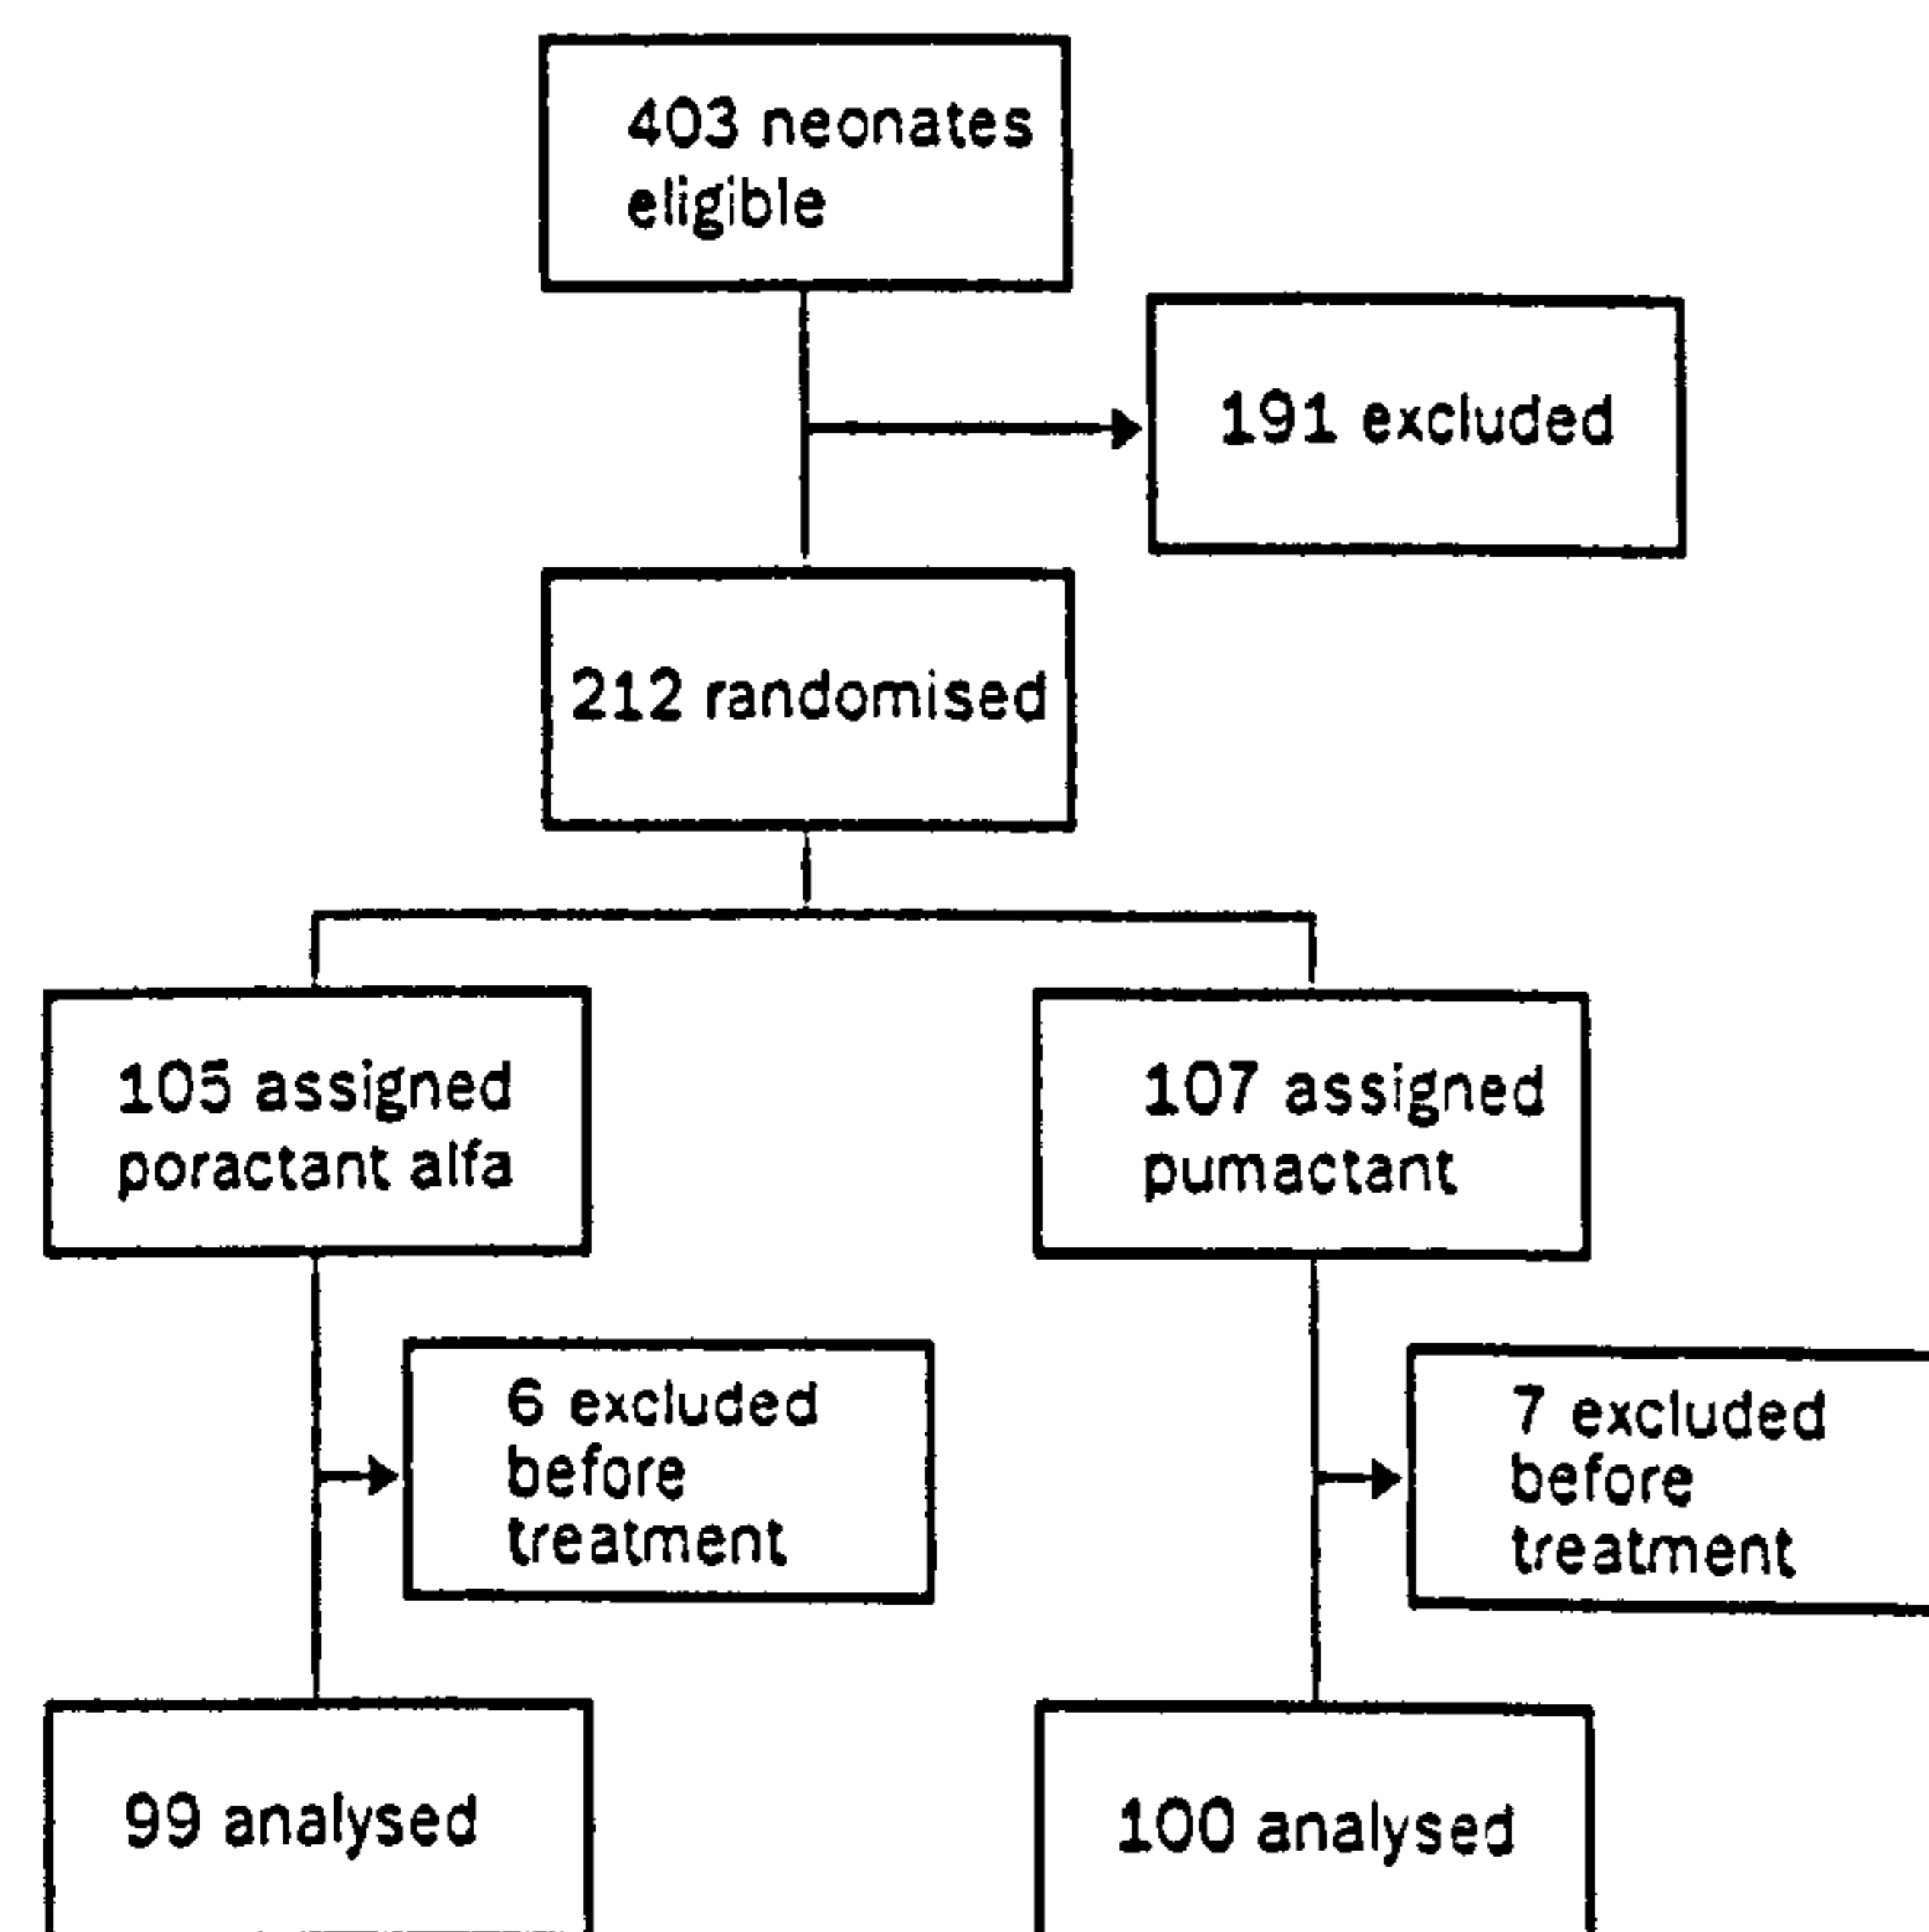 403 neonates
eligible
191 excluded
212 randomised
105 assigned
poractant alfa
107 assigned
pumactant
6 excluded
before
treatment
7 excluded
before
treatment
99 analysed
100 analysed